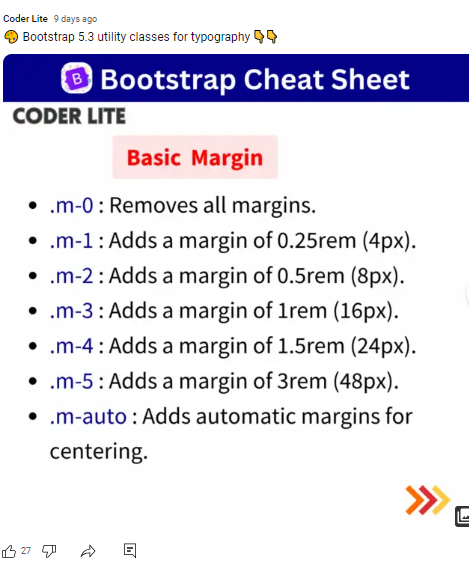 Coder Lite 9 days ago
🎨 Bootstrap 5.3 utility classes for typography 👇👇
B Bootstrap Cheat Sheet
CODER LITE
Basic Margin
• .m-0 : Removes all margins.
• .m-1 : Adds a margin of 0.25rem (4px).
• .m-2 : Adds a margin of 0.5rem (8px).
• .m-3 : Adds a margin of 1rem (16px).
• .m-4 : Adds a margin of 1.5rem (24px).
• .m-5 : Adds a margin of 3rem (48px).
• .m-auto : Adds automatic margins for
centering.
27